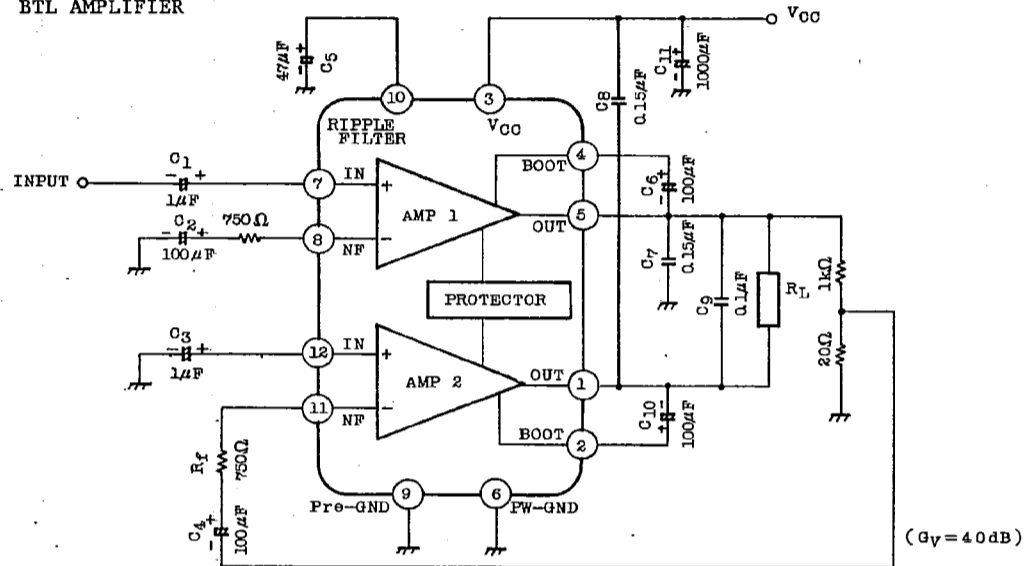 BTL AMPLIFIER
VCC
47μF
+
-
C5
C8
0.15μF
C11
+
-
1000μF
10
3
RIPPLE
FILTER
VCC
4
BOOT
C6
+
-
100μF
INPUT
C1
- +
1μF
7
IN
+
AMP 1
5
OUT
C2
- +
100μF
750Ω
8
NF
-
C7
0.15μF
C9
0.1μF
RL
1kΩ
20Ω
PROTECTOR
C3
- +
1μF
12
IN
+
AMP 2
OUT
1
11
NF
-
C10
-
+
100μF
BOOT
2
Rf
750Ω
C4
+
-
100μF
Pre-GND
9
6
PW-GND
(GV=40dB)